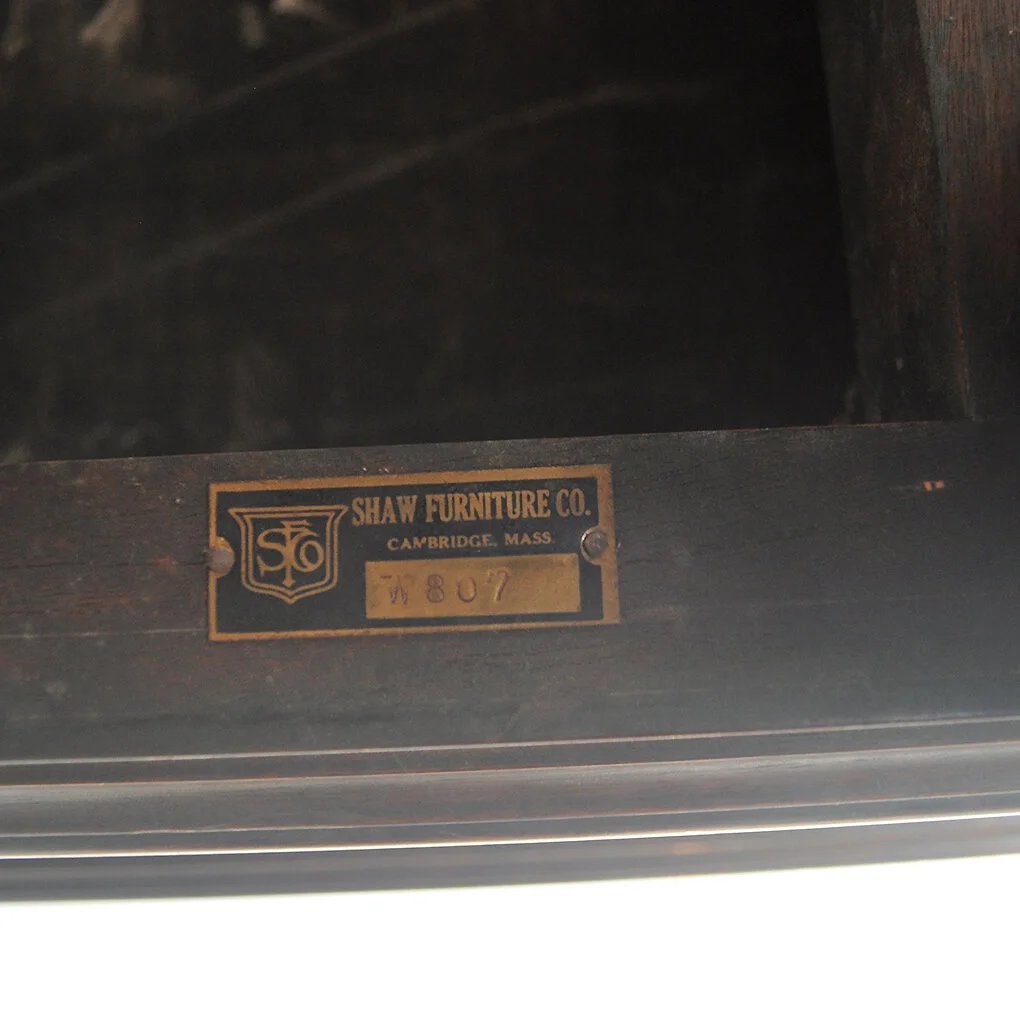 SHAW FURNITURE CO.
CAMBRIDGE, MASS.
SFCo
W807